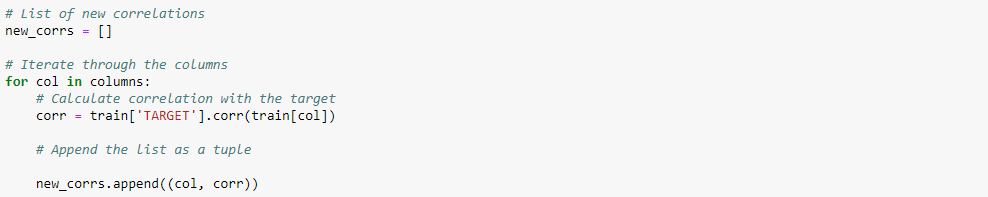 # List of new correlations
new_corrs = []
# Iterate through the columns
for col in columns:
# Calculate correlation with the target
corr = train['TARGET'].corr(train[col])
# Append the list as a tuple
new_corrs.append((col, corr))